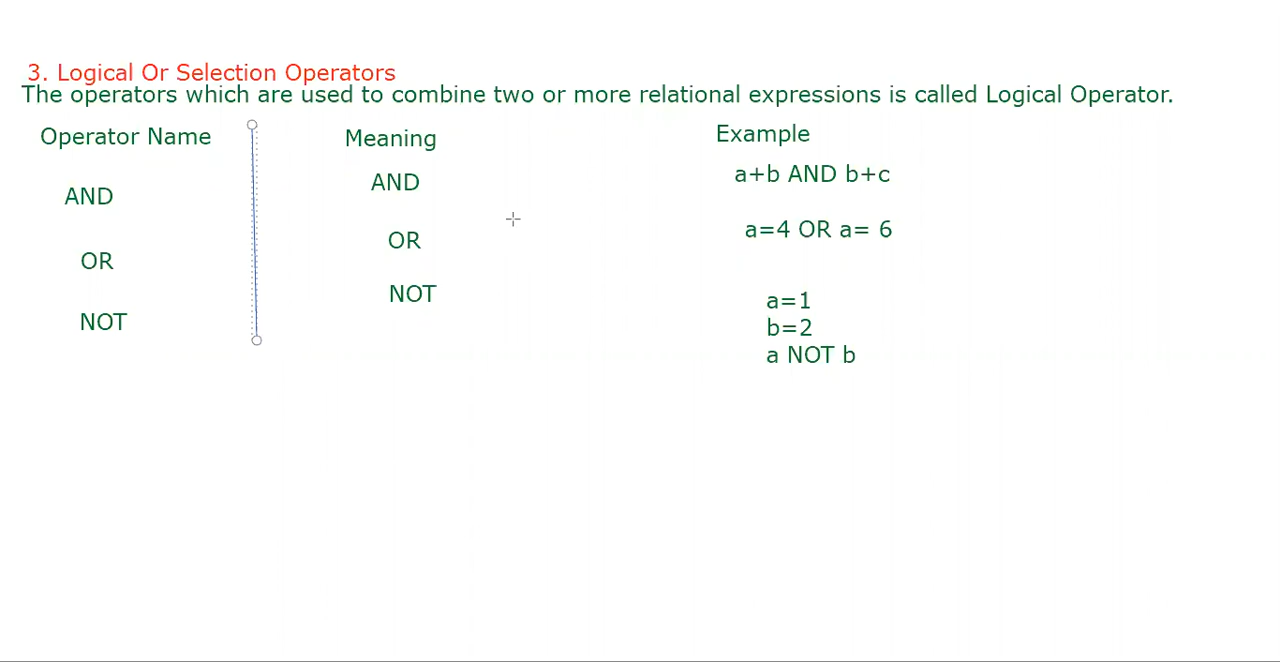 3. Logical Or Selection Operators
The operators which are used to combine two or more relational expressions is called Logical Operator.
Operator Name Meaning Example
AND AND a+b AND b+c
OR OR a=4 OR a= 6
NOT NOT a=1
b=2
a NOT b